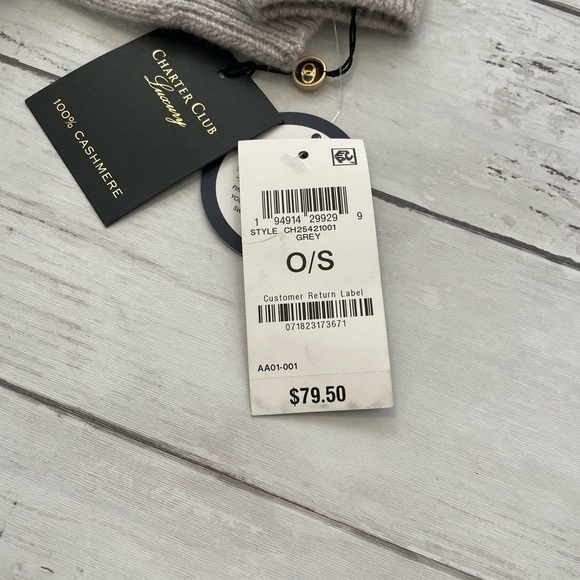 CHARTER CLUB
Luxury
100% CASHMERE
1 94914 29929 9
STYLE CH25421001
GREY
O/S
Customer Return Label
071823173671
AA01-001
$79.50